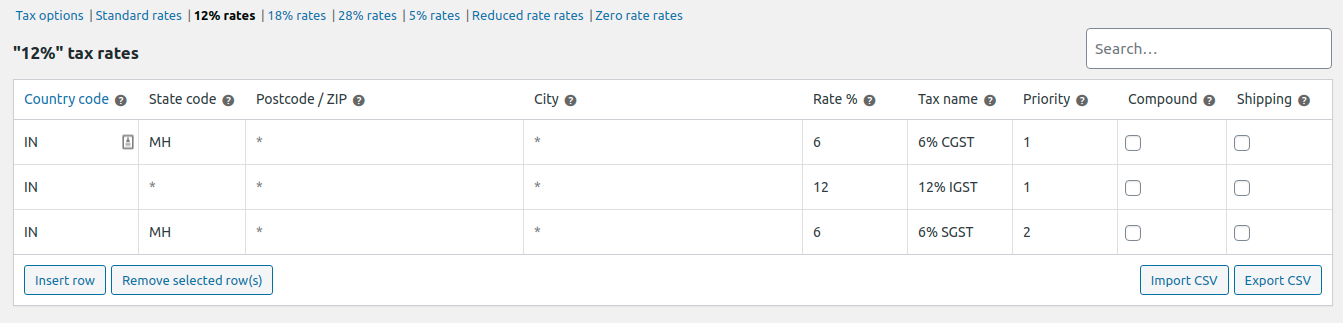 Tax options | Standard rates | 12% rates | 18% rates | 28% rates | 5% rates | Reduced rate rates | Zero rate rates
"12%" tax rates
Search...
Country code ? State code ? Postcode / ZIP ? City ? Rate % ? Tax name ? Priority ? Compound ? Shipping ?
IN MH * * 6 6% CGST 1
IN * * * 12 12% IGST 1
IN MH * * 6 6% SGST 2
Insert row Remove selected row(s) Import CSV Export CSV